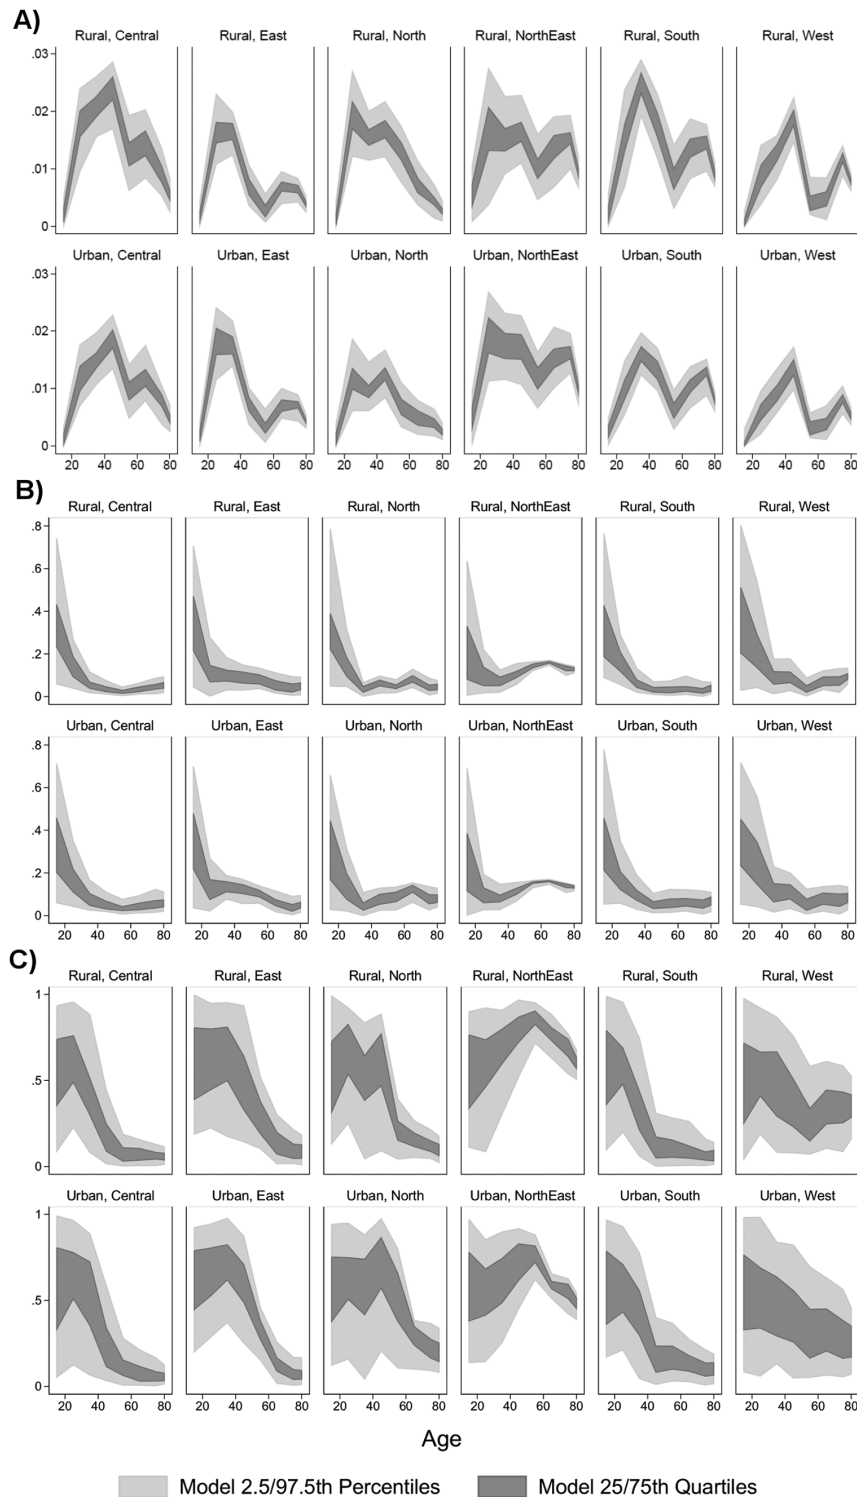 A)
Rural, Central Rural, East Rural, North Rural, NorthEast Rural, South Rural, West
.03
.02
.01
0
Urban, Central Urban, East Urban, North Urban, NorthEast Urban, South Urban, West
.03
.02
.01
0
20 40 60 80 20 40 60 80 20 40 60 80 20 40 60 80 20 40 60 80 20 40 60 80
B)
Rural, Central Rural, East Rural, North Rural, NorthEast Rural, South Rural, West
.8
.6
.4
.2
0
Urban, Central Urban, East Urban, North Urban, NorthEast Urban, South Urban, West
.8
.6
.4
.2
0
20 40 60 80 20 40 60 80 20 40 60 80 20 40 60 80 20 40 60 80 20 40 60 80
C)
Rural, Central Rural, East Rural, North Rural, NorthEast Rural, South Rural, West
1
.5
0
Urban, Central Urban, East Urban, North Urban, NorthEast Urban, South Urban, West
1
.5
0
20 40 60 80 20 40 60 80 20 40 60 80 20 40 60 80 20 40 60 80 20 40 60 80
Age
Model 2.5/97.5th Percentiles Model 25/75th Quartiles